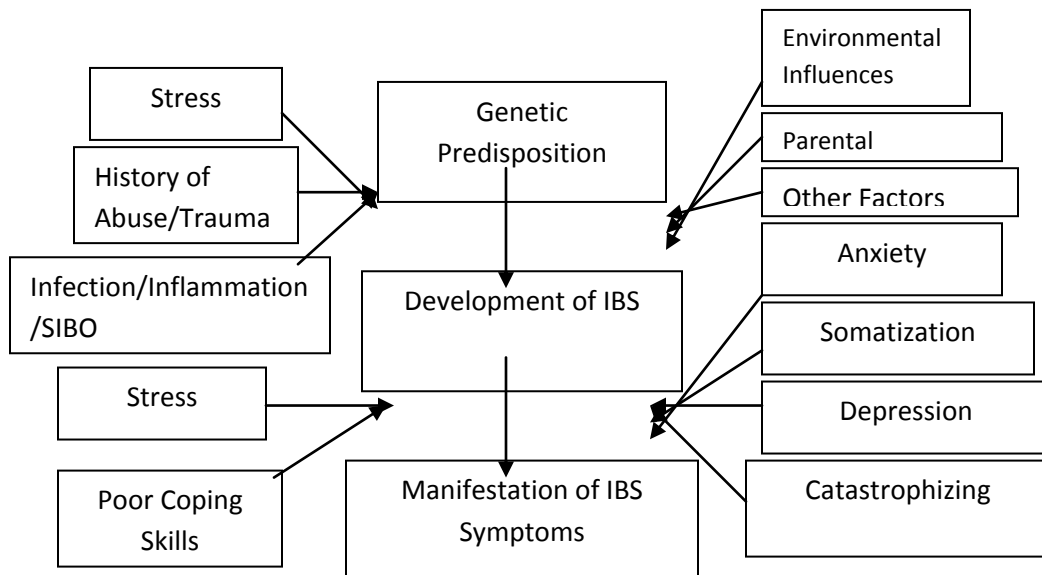 Stress
History of
Abuse/Trauma
Infection/Inflammation
/SIBO
Stress
Poor Coping
Skills
Genetic
Predisposition
Development of IBS
Manifestation of IBS
Symptoms
Environmental
Influences
Parental
Other Factors
Anxiety
Somatization
Depression
Catastrophizing